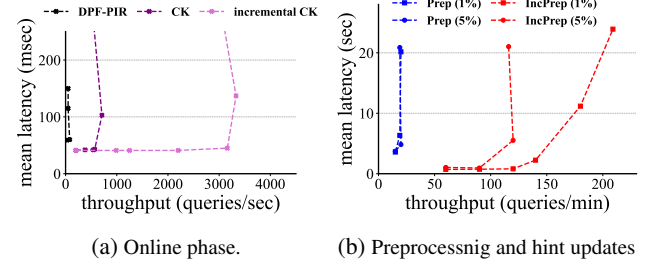 DPF-PIR CK incremental CK
mean latency (msec)
200
100
0
0 1000 2000 3000 4000
throughput (queries/sec)
(a) Online phase.
Prep (1%) IncPrep (1%)
Prep (5%) IncPrep (5%)
mean latency (sec)
20
10
0
0 50 100 150 200
throughput (queries/min)
(b) Preprocessnig and hint updates